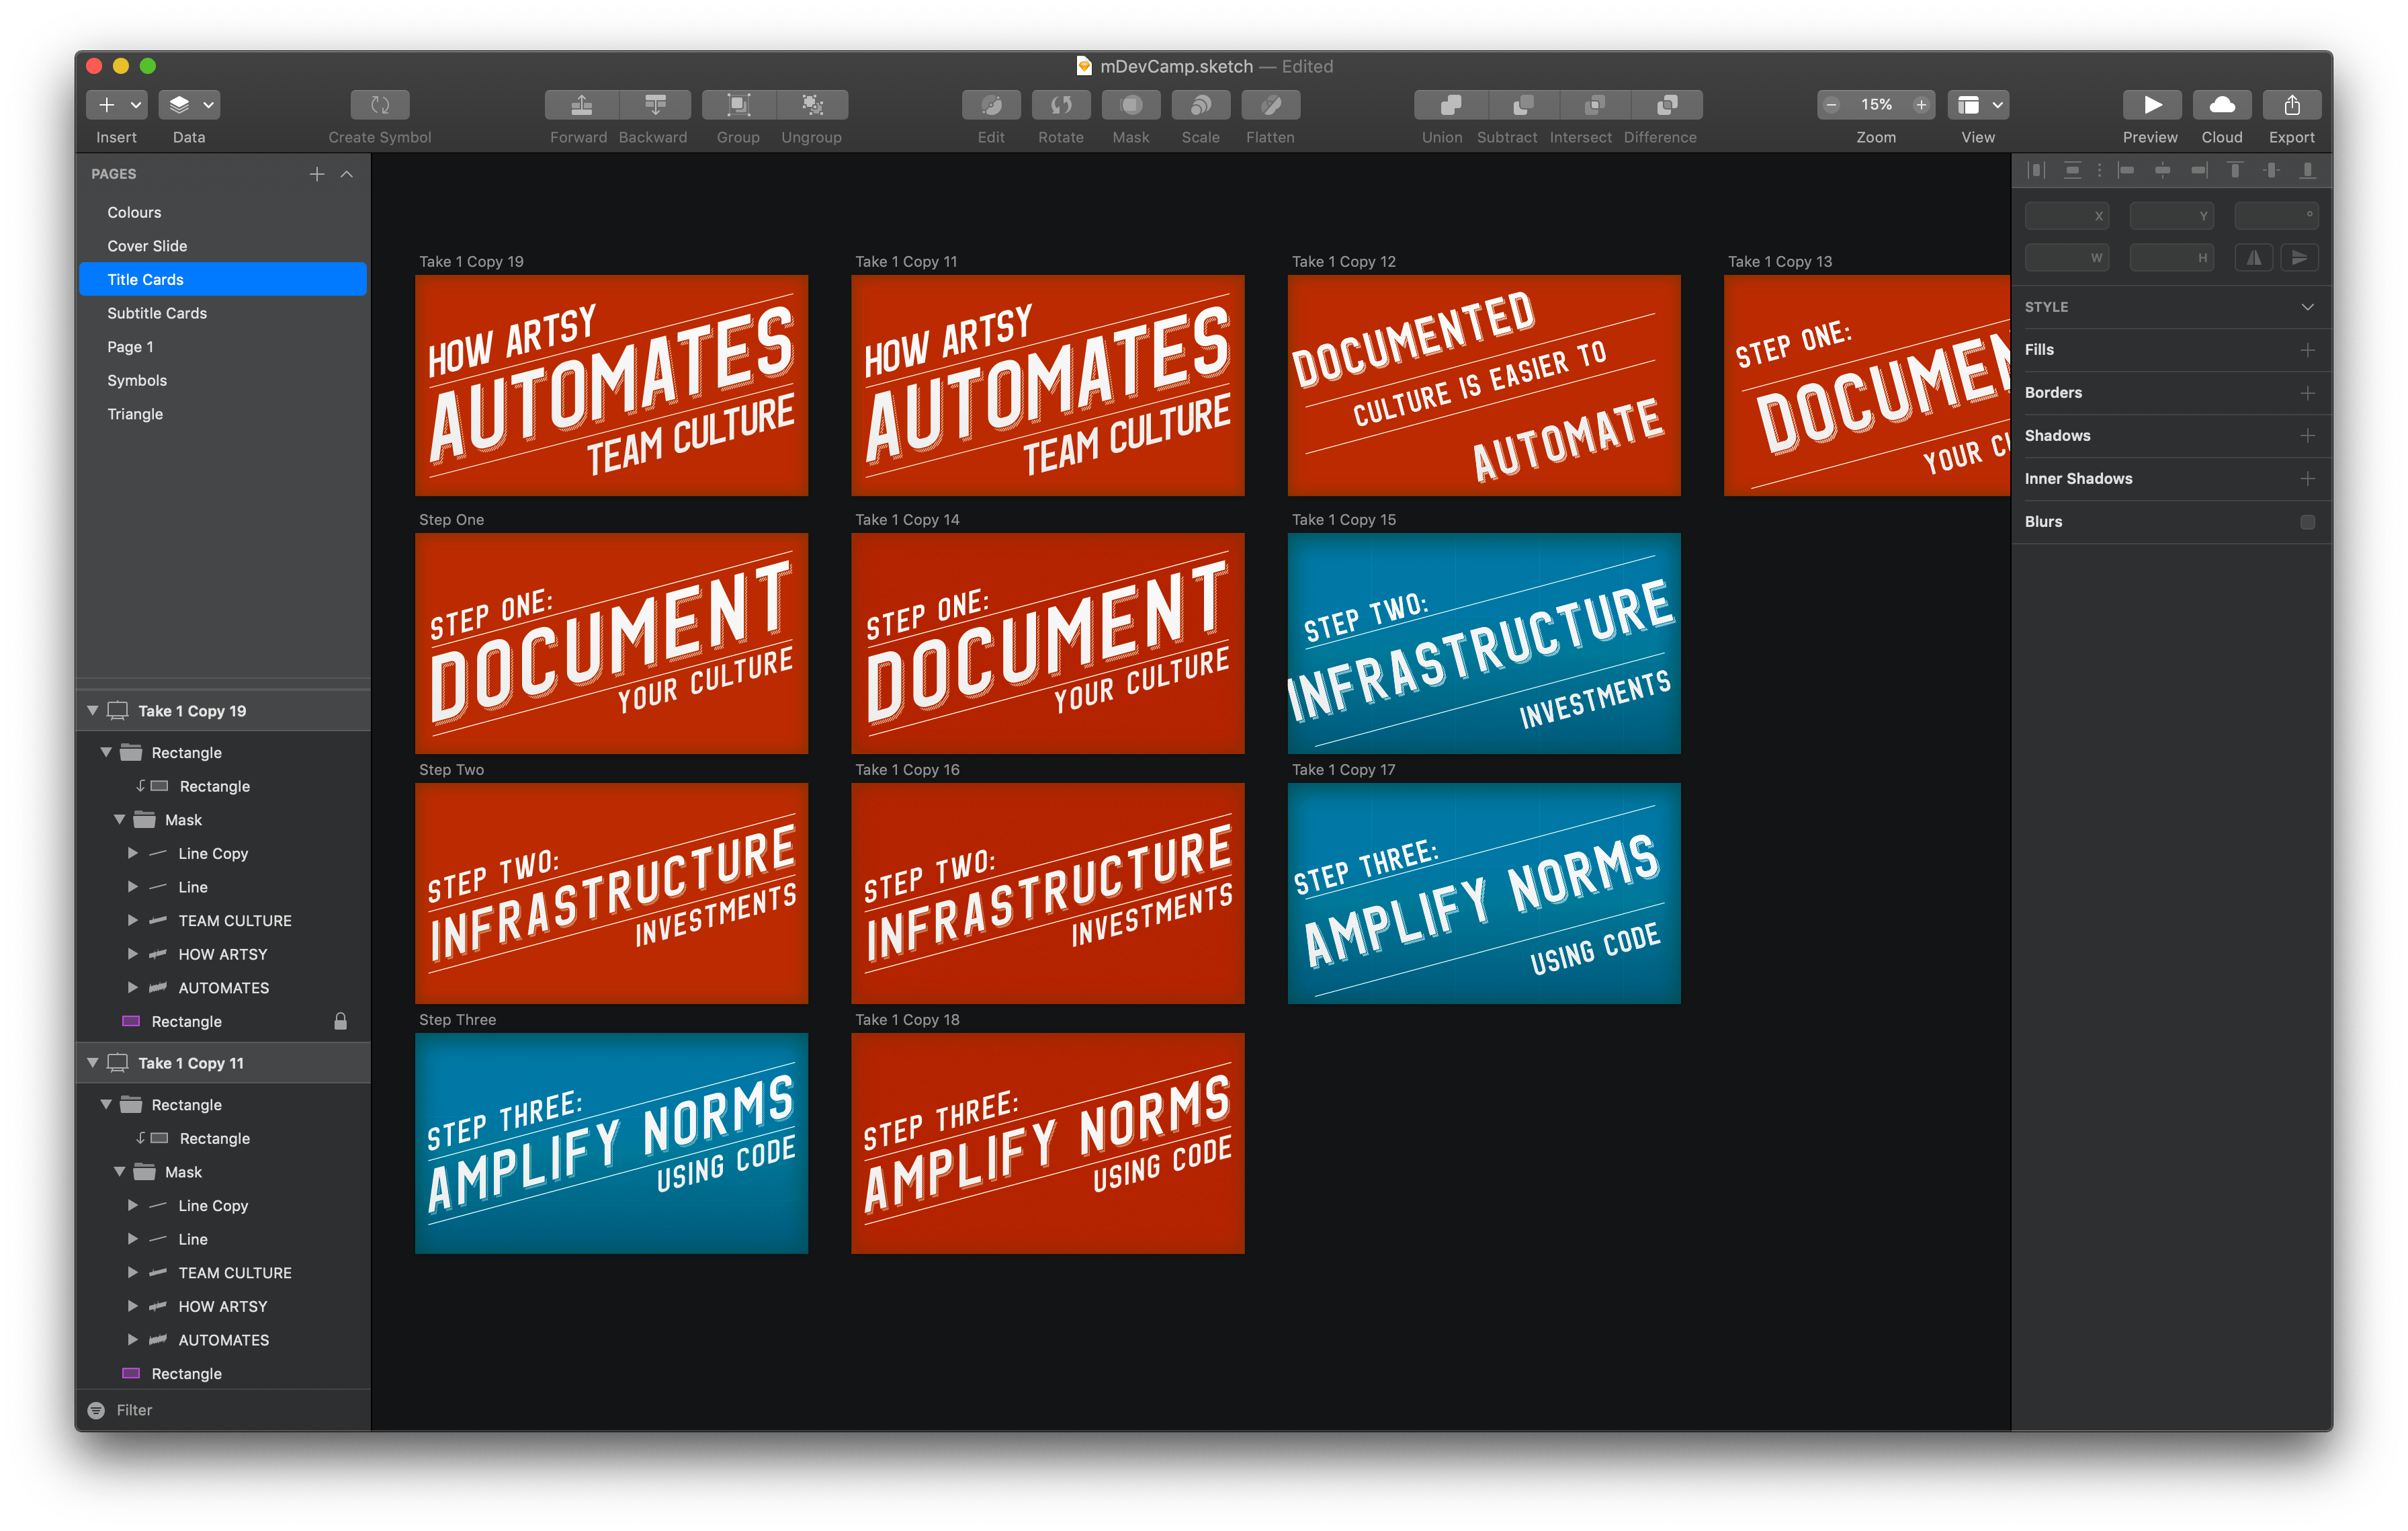 mDevCamp.sketch — Edited
15%
Insert
Data
Create Symbol
Forward
Backward
Group
Ungroup
Edit
Rotate
Mask
Scale
Flatten
Union
Subtract
Intersect
Difference
Zoom
View
Preview
Cloud
Export
PAGES
Colours
Cover Slide
Title Cards
Subtitle Cards
Page 1
Symbols
Triangle
Take 1 Copy 19
Rectangle
Rectangle
Mask
Line Copy
Line
TEAM CULTURE
HOW ARTSY
AUTOMATES
Rectangle
Take 1 Copy 11
Rectangle
Rectangle
Mask
Line Copy
Line
TEAM CULTURE
HOW ARTSY
AUTOMATES
Rectangle
Filter
Take 1 Copy 19
HOW ARTSY
AUTOMATES
TEAM CULTURE
Take 1 Copy 11
HOW ARTSY
AUTOMATES
TEAM CULTURE
Take 1 Copy 12
DOCUMENTED
CULTURE IS EASIER TO
AUTOMATE
Take 1 Copy 13
STEP ONE:
DOCUMEN
YOUR CU
Step One
STEP ONE:
DOCUMENT
YOUR CULTURE
Take 1 Copy 14
STEP ONE:
DOCUMENT
YOUR CULTURE
Take 1 Copy 15
STEP TWO:
INFRASTRUCTURE
INVESTMENTS
Step Two
STEP TWO:
INFRASTRUCTURE
INVESTMENTS
Take 1 Copy 16
STEP TWO:
INFRASTRUCTURE
INVESTMENTS
Take 1 Copy 17
STEP THREE:
AMPLIFY NORMS
USING CODE
Step Three
STEP THREE:
AMPLIFY NORMS
USING CODE
Take 1 Copy 18
STEP THREE:
AMPLIFY NORMS
USING CODE
X
Y
°
W
H
STYLE
Fills
Borders
Shadows
Inner Shadows
Blurs